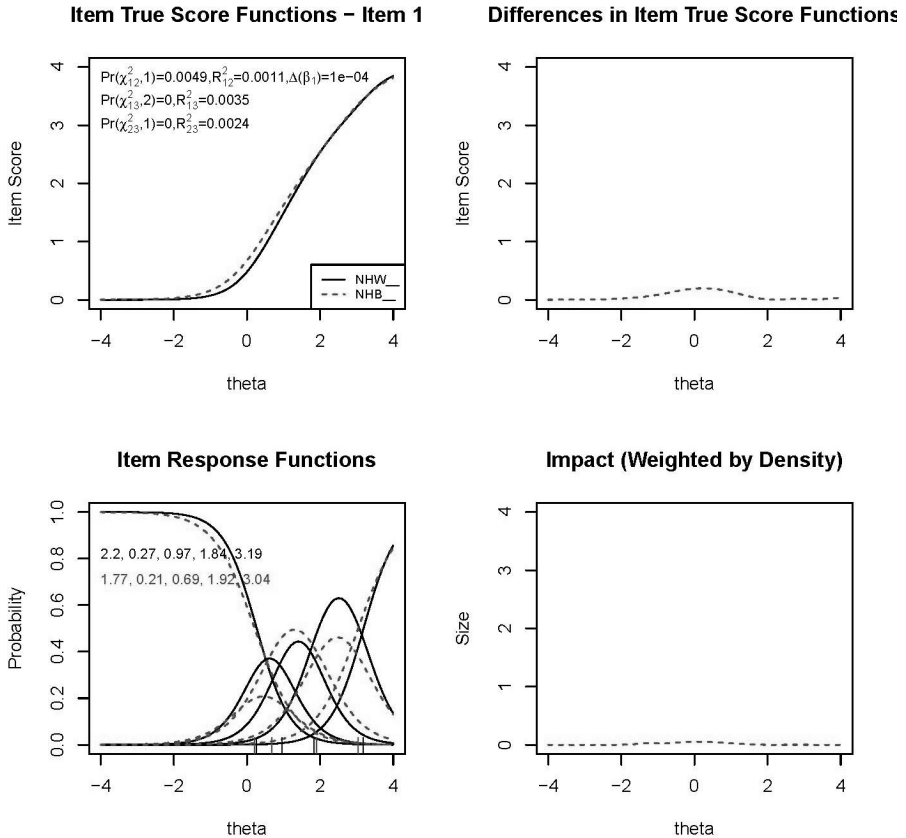 Item True Score Functions − Item 1
Pr(χ²₁₂,1)=0.0049,R²₁₂=0.0011,Δ(β₁)=1e−04
Pr(χ²₁₃,2)=0,R²₁₃=0.0035
Pr(χ²₂₃,1)=0,R²₂₃=0.0024
NHW__
NHB__
Item Score
4
3
2
1
0
−4 −2 0 2 4
theta
Differences in Item True Score Functions
Item Score
4
3
2
1
0
−4 −2 0 2 4
theta
Item Response Functions
2.2, 0.27, 0.97, 1.84, 3.19
1.77, 0.21, 0.69, 1.92, 3.04
Probability
1.0
0.8
0.6
0.4
0.2
0.0
−4 −2 0 2 4
theta
Impact (Weighted by Density)
Size
4
3
2
1
0
−4 −2 0 2 4
theta